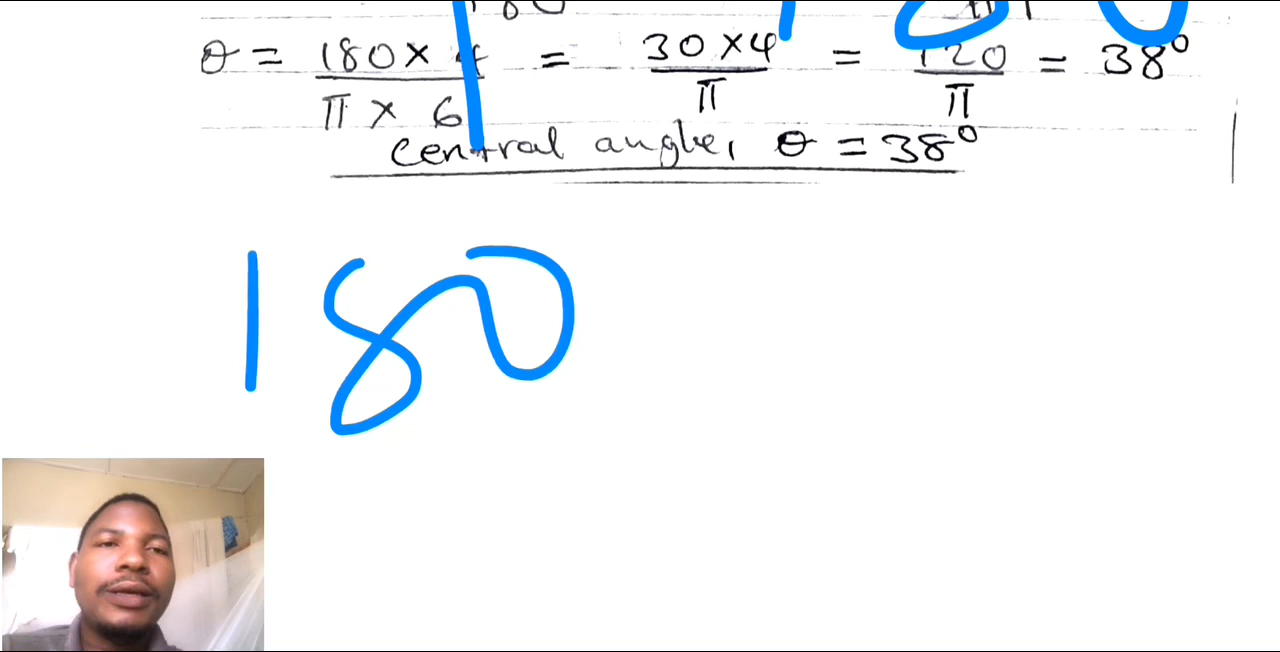 θ = 180 × 4 / π × 6 = 30 × 4 / π = 120 / π = 38°
central angle, θ = 38°
180